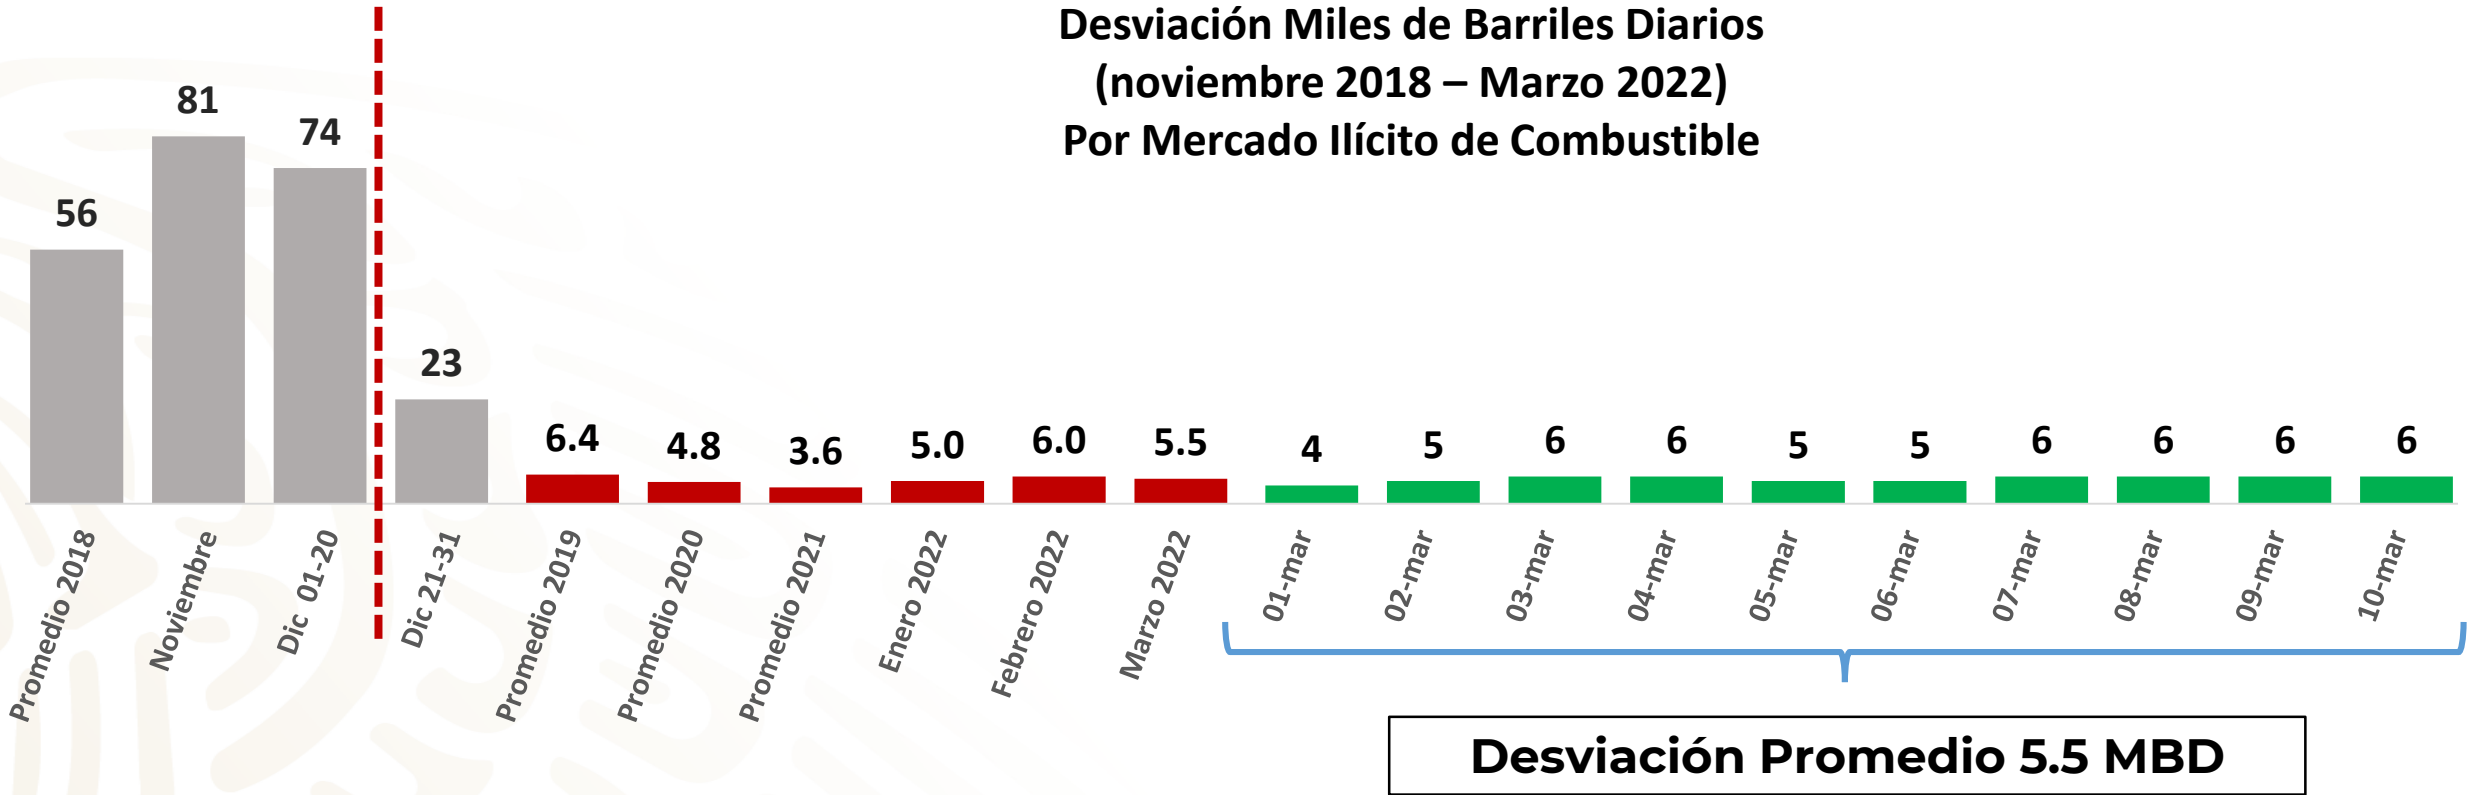 Desviación Miles de Barriles Diarios
(noviembre 2018 – Marzo 2022)
Por Mercado Ilícito de Combustible
56
81
74
23
6.4
4.8
3.6
5.0
6.0
5.5
4
5
6
6
5
5
6
6
6
6
Promedio 2018
Noviembre
Dic 01-20
Dic 21-31
Promedio 2019
Promedio 2020
Promedio 2021
Enero 2022
Febrero 2022
Marzo 2022
01-mar
02-mar
03-mar
04-mar
05-mar
06-mar
07-mar
08-mar
09-mar
10-mar
Desviación Promedio 5.5 MBD